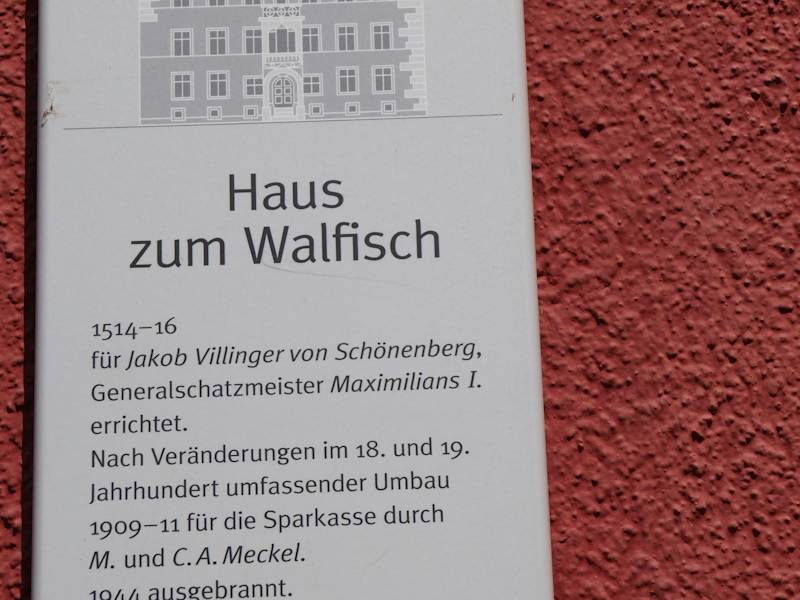 Haus
zum Walfisch
1514–16
für Jakob Villinger von Schönenberg,
Generalschatzmeister Maximilians I.
errichtet.
Nach Veränderungen im 18. und 19.
Jahrhundert umfassender Umbau
1909–11 für die Sparkasse durch
M. und C. A. Meckel.
1944 ausgebrannt.